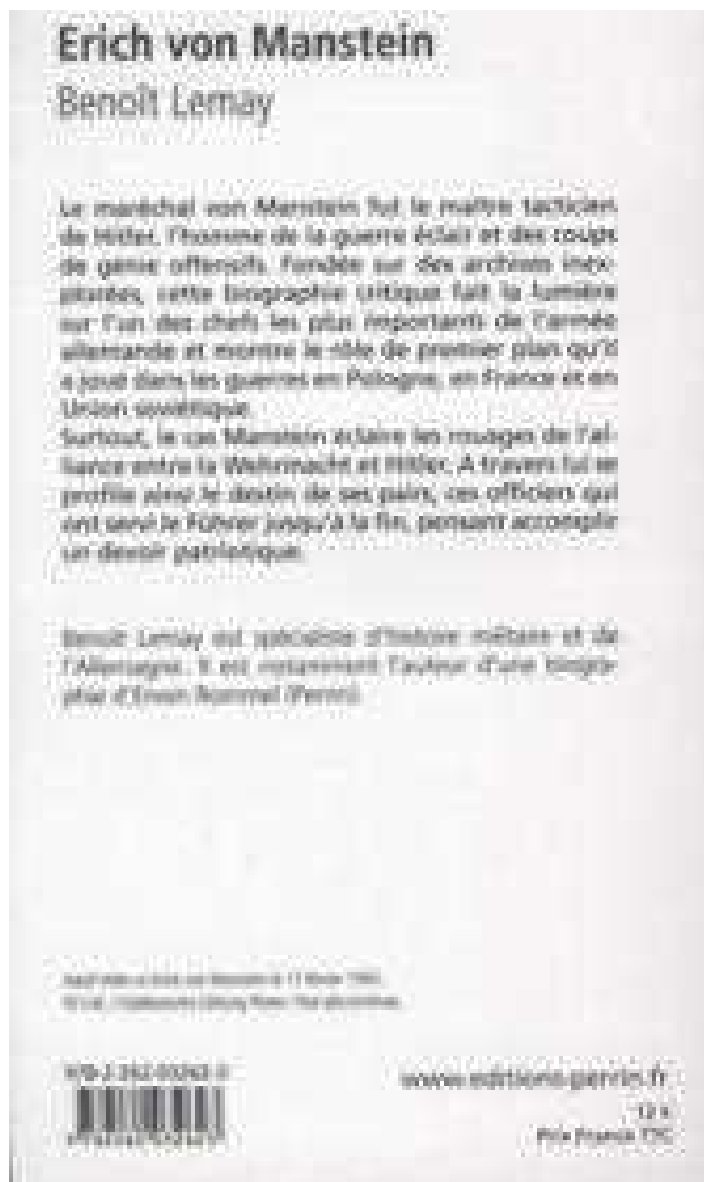 Erich von Manstein
Benoît Lemay
Le maréchal von Manstein fut le maître tacticien
de Hitler, l'homme de la guerre éclair et des coups
de génie offensifs. Fondée sur des archives inex-
plorées, cette biographie critique fait la lumière
sur l'un des chefs les plus importants de l'armée
allemande et montre le rôle de premier plan qu'il
a joué dans les guerres en Pologne, en France et en
Union soviétique.
Surtout, le cas Manstein éclaire les rouages de l'al-
liance entre la Wehrmacht et Hitler. A travers lui se
profile ainsi le destin de ses pairs, ces officiers qui
ont servi le Führer jusqu'à la fin, pensant accomplir
un devoir patriotique.
Benoît Lemay est spécialiste d'histoire militaire et de
l'Allemagne. Il est notamment l'auteur d'une biogra-
phie d'Erwin Rommel (Perrin).
www.editions-perrin.fr
12 €
Prix France TTC